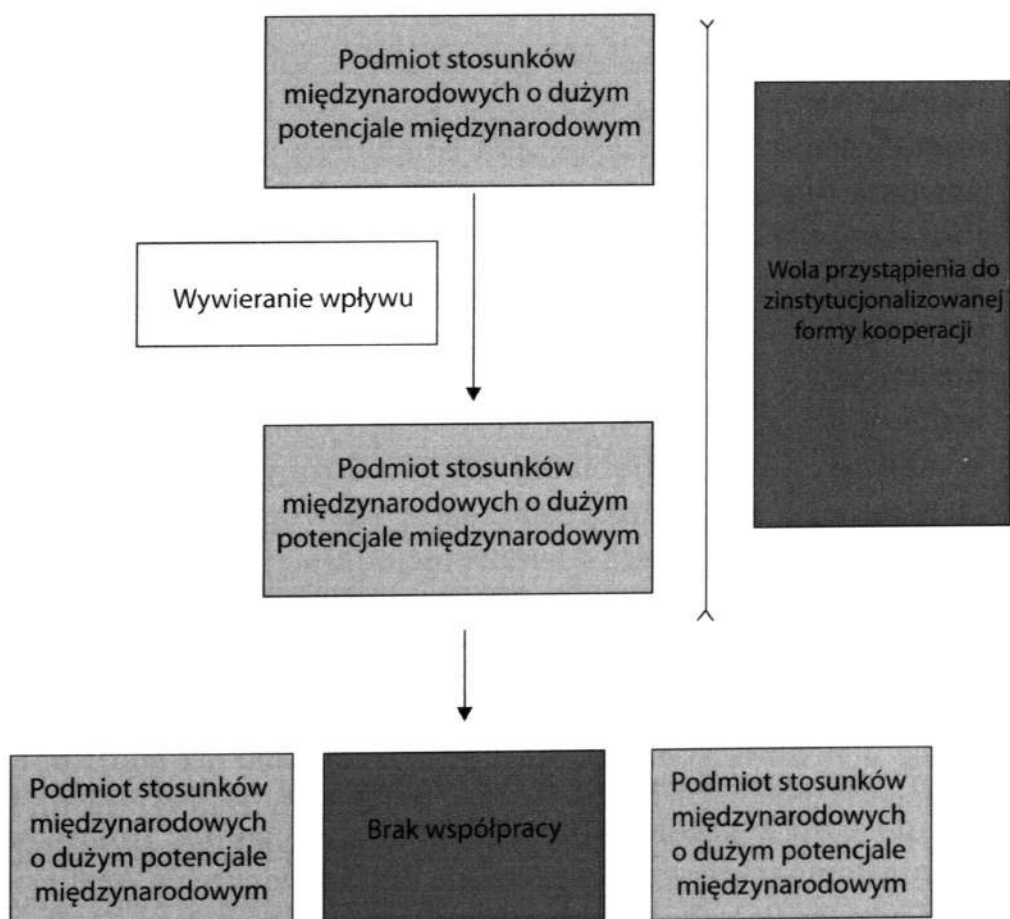 Podmiot stosunków
międzynarodowych o dużym
potencjale międzynarodowym
Wywieranie wpływu
Wola przystąpienia do
zinstytucjonalizowanej
formy kooperacji
Podmiot stosunków
międzynarodowych o dużym
potencjale międzynarodowym
Podmiot stosunków
międzynarodowych
o dużym potencjale
międzynarodowym
Brak współpracy
Podmiot stosunków
międzynarodowych
o dużym potencjale
międzynarodowym